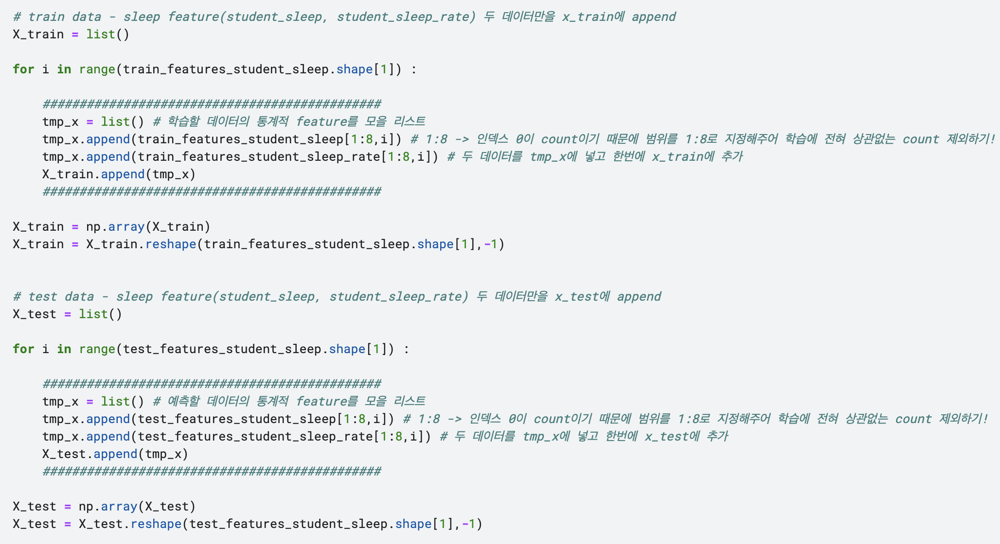 # train data - sleep feature(student_sleep, student_sleep_rate) 두 데이터만을 x_train에 append
X_train = list()
for i in range(train_features_student_sleep.shape[1]) :
##############################################
tmp_x = list() # 학습할 데이터의 통계적 feature를 모을 리스트
tmp_x.append(train_features_student_sleep[1:8,i]) # 1:8 -> 인덱스 0이 count이기 때문에 범위를 1:8로 지정해주어 학습에 전혀 상관없는 count 제외하기!
tmp_x.append(train_features_student_sleep_rate[1:8,i]) # 두 데이터를 tmp_x에 넣고 한번에 x_train에 추가
X_train.append(tmp_x)
##############################################
X_train = np.array(X_train)
X_train = X_train.reshape(train_features_student_sleep.shape[1],-1)
# test data - sleep feature(student_sleep, student_sleep_rate) 두 데이터만을 x_test에 append
X_test = list()
for i in range(test_features_student_sleep.shape[1]) :
##############################################
tmp_x = list() # 예측할 데이터의 통계적 feature를 모을 리스트
tmp_x.append(test_features_student_sleep[1:8,i]) # 1:8 -> 인덱스 0이 count이기 때문에 범위를 1:8로 지정해주어 학습에 전혀 상관없는 count 제외하기!
tmp_x.append(test_features_student_sleep_rate[1:8,i]) # 두 데이터를 tmp_x에 넣고 한번에 x_test에 추가
X_test.append(tmp_x)
##############################################
X_test = np.array(X_test)
X_test = X_test.reshape(test_features_student_sleep.shape[1],-1)